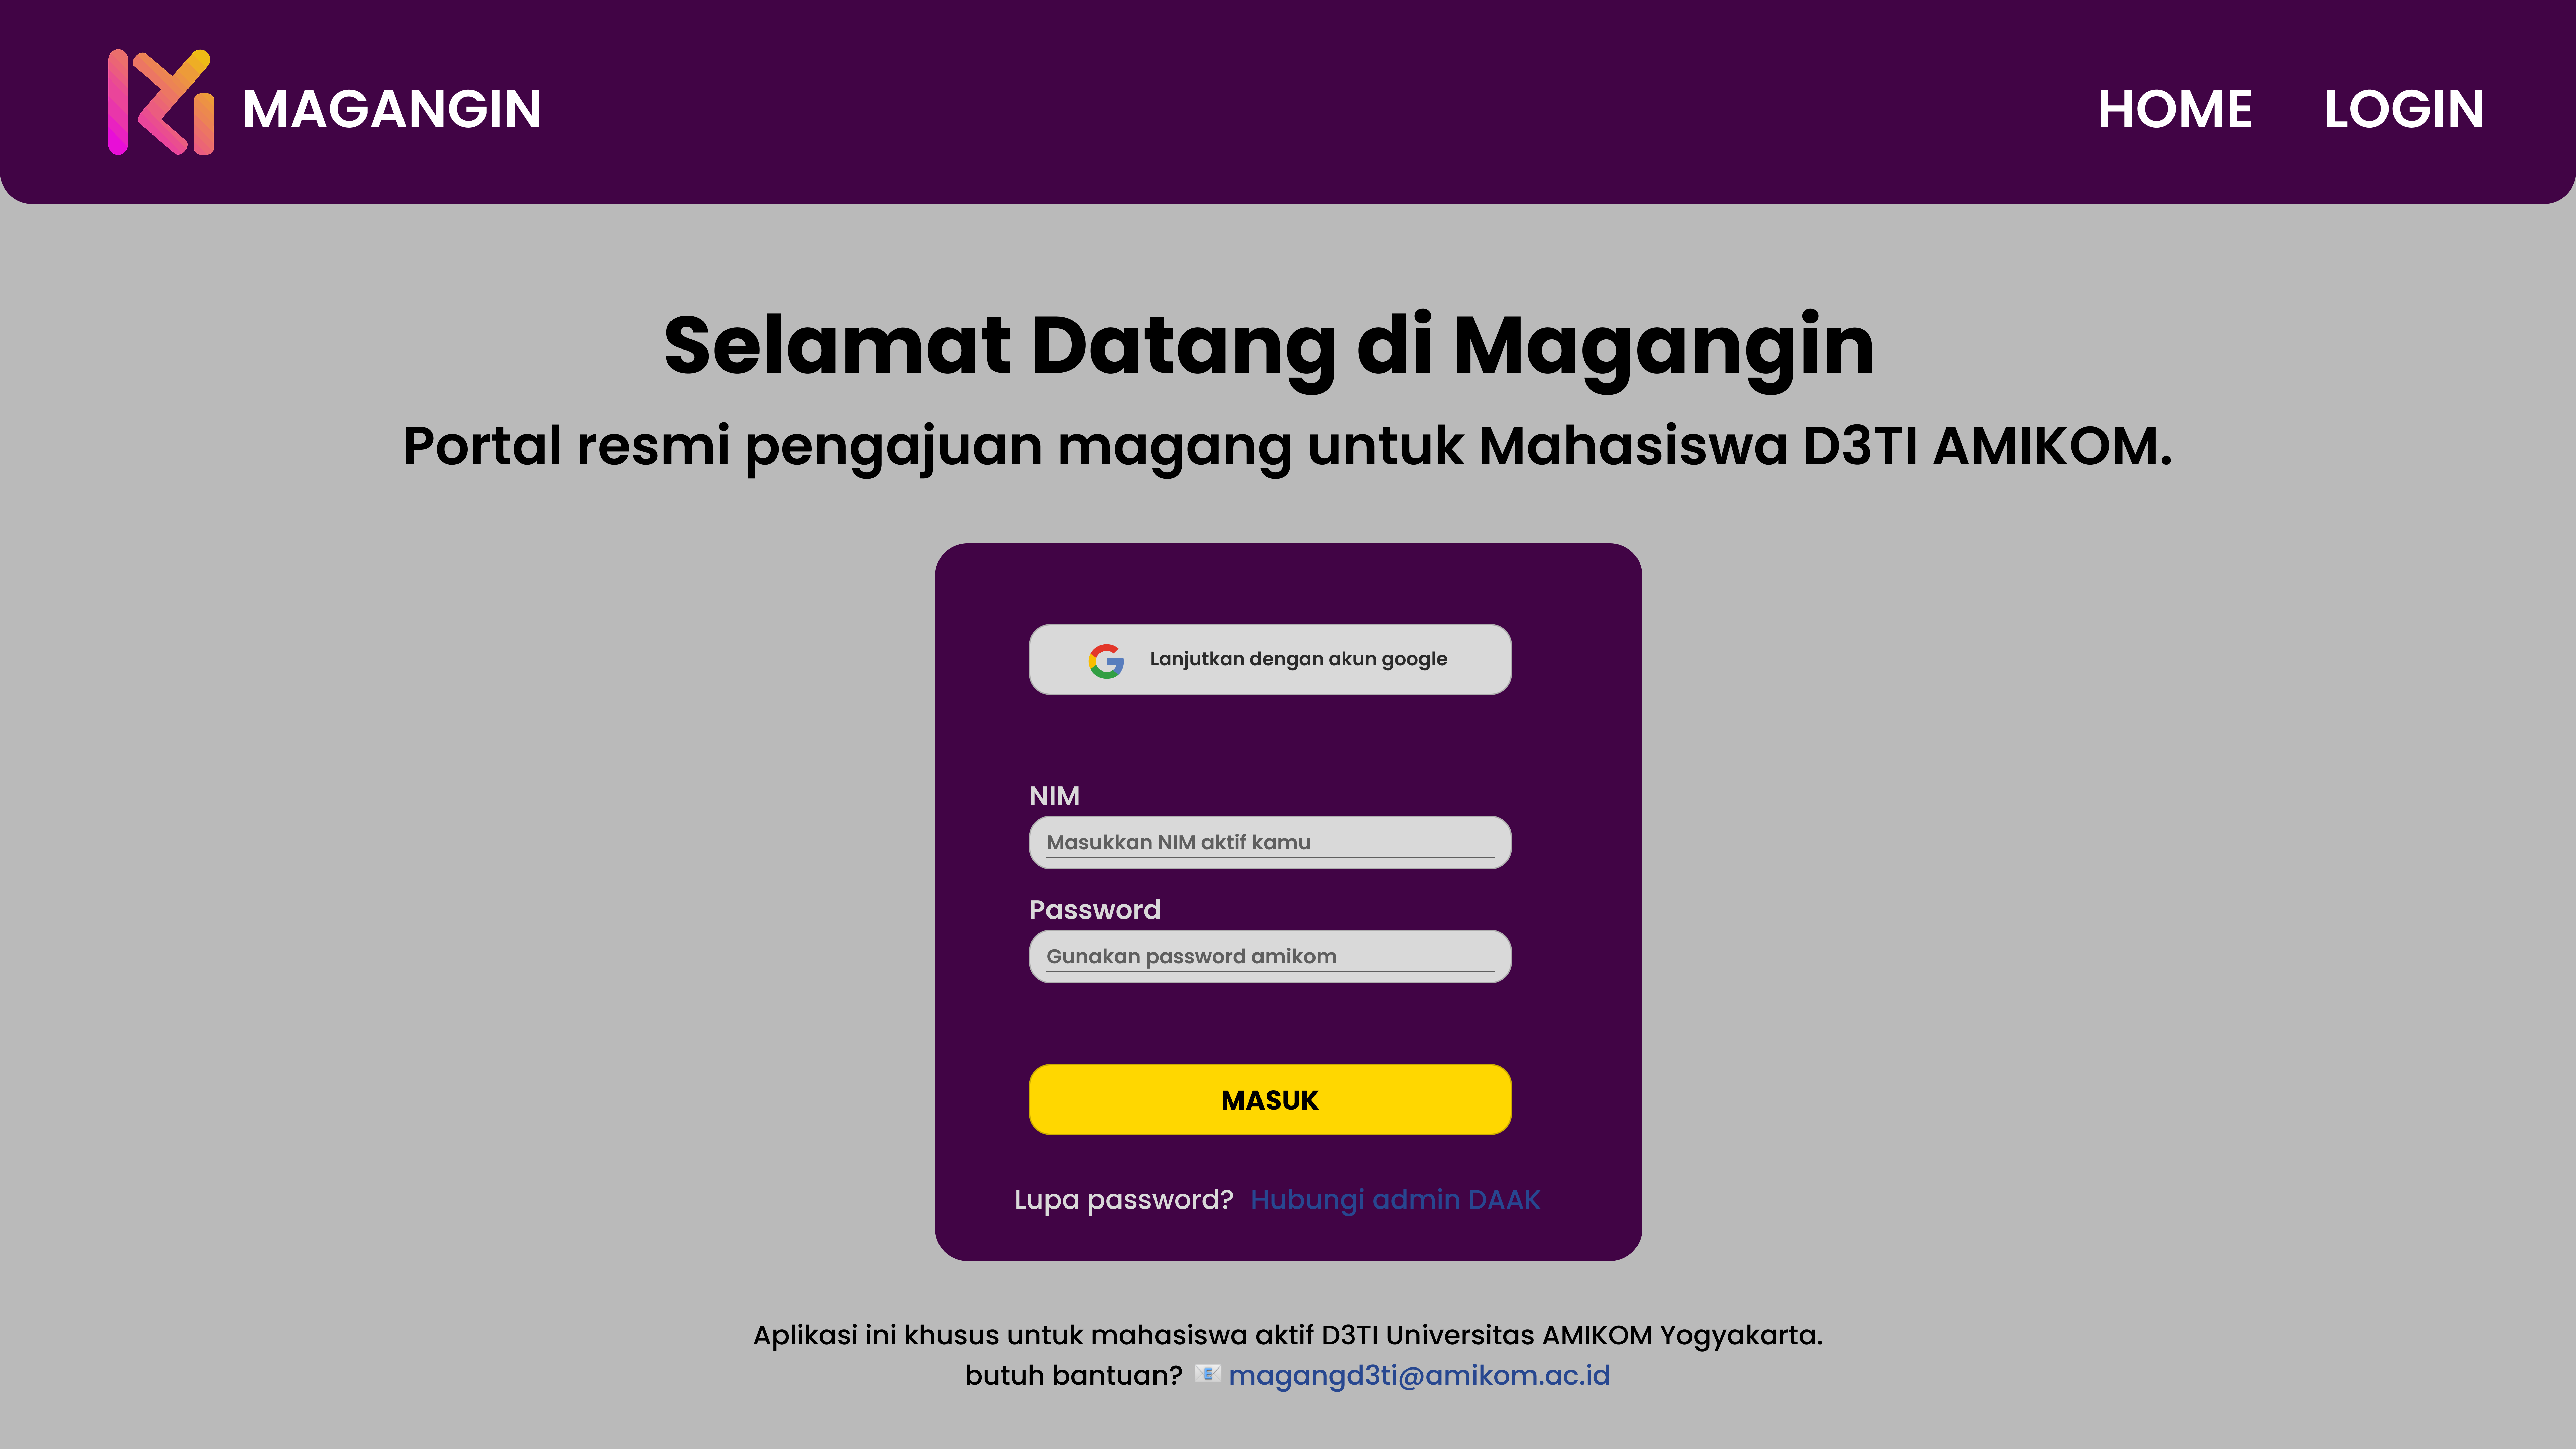 MAGANGIN
HOME LOGIN
Selamat Datang di Magangin
Portal resmi pengajuan magang untuk Mahasiswa D3TI AMIKOM.
Lanjutkan dengan akun google
NIM
Masukkan NIM aktif kamu
Password
Gunakan password amikom
MASUK
Lupa password? Hubungi admin DAAK
Aplikasi ini khusus untuk mahasiswa aktif D3TI Universitas AMIKOM Yogyakarta.
butuh bantuan? 📧 magangd3ti@amikom.ac.id